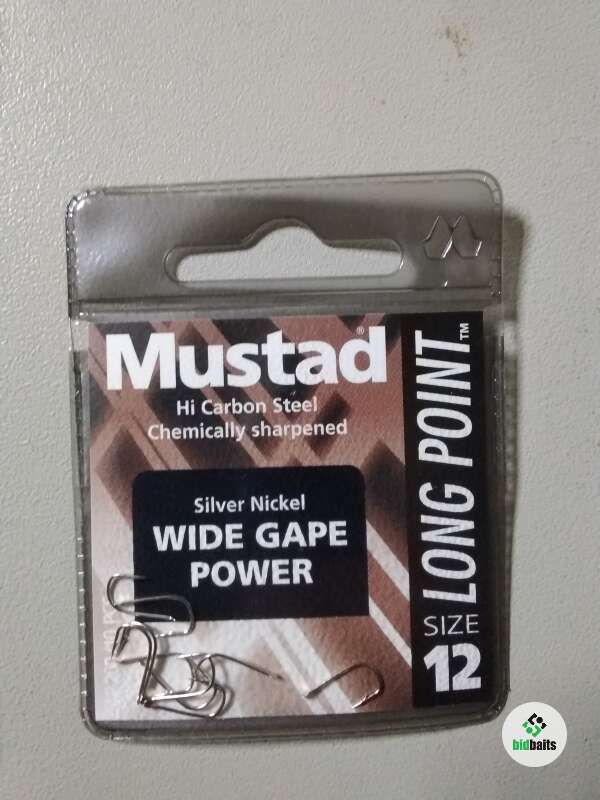 Mustad®
Hi Carbon Steel
Chemically sharpened
Silver Nickel
WIDE GAPE
POWER
LONG POINT™
SIZE
12
bidbaits